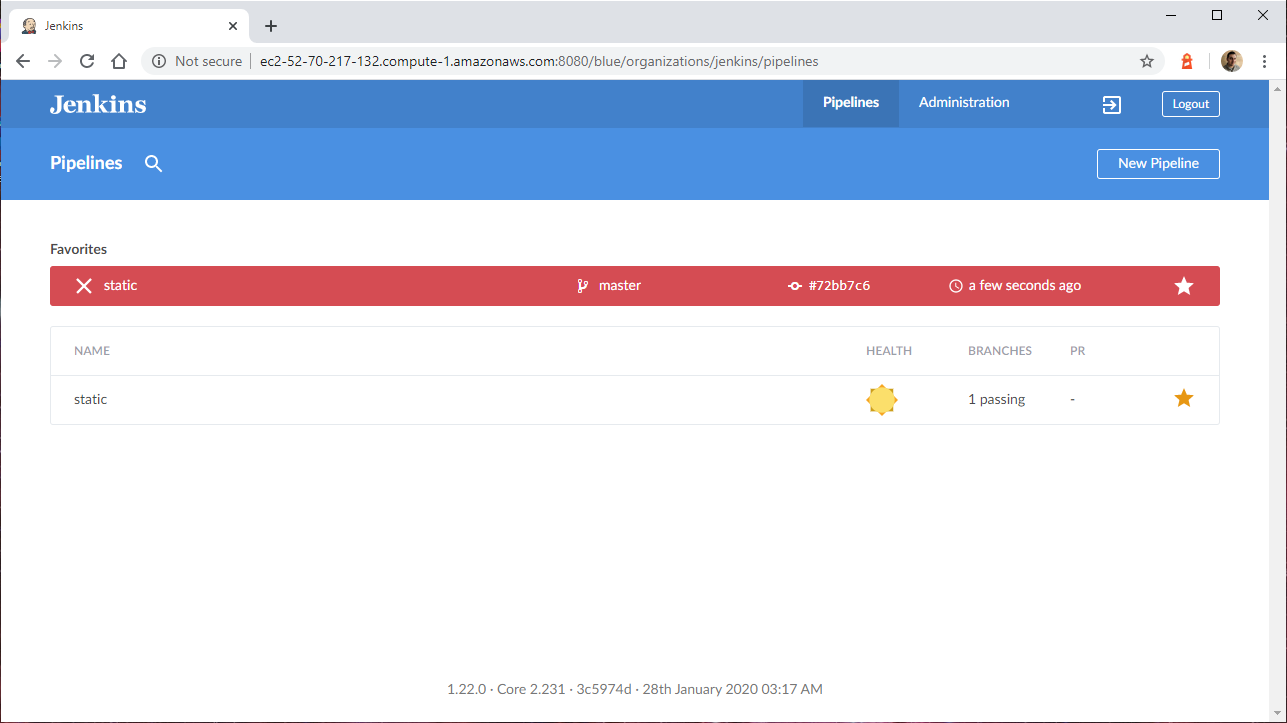 Jenkins
Not secure ec2-52-70-217-132.compute-1.amazonaws.com:8080/blue/organizations/jenkins/pipelines
Jenkins Pipelines Administration Logout
Pipelines New Pipeline
Favorites
static master #72bb7c6 a few seconds ago
NAME HEALTH BRANCHES PR
static 1 passing -
1.22.0 · Core 2.231 · 3c5974d · 28th January 2020 03:17 AM